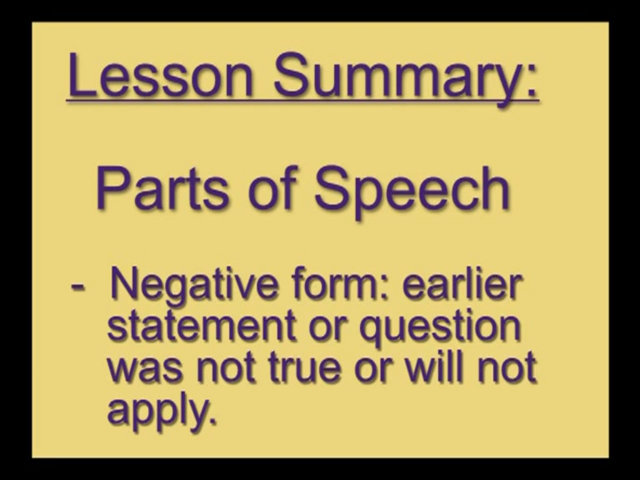 Lesson Summary:
Parts of Speech
- Negative form: earlier
statement or question
was not true or will not
apply.